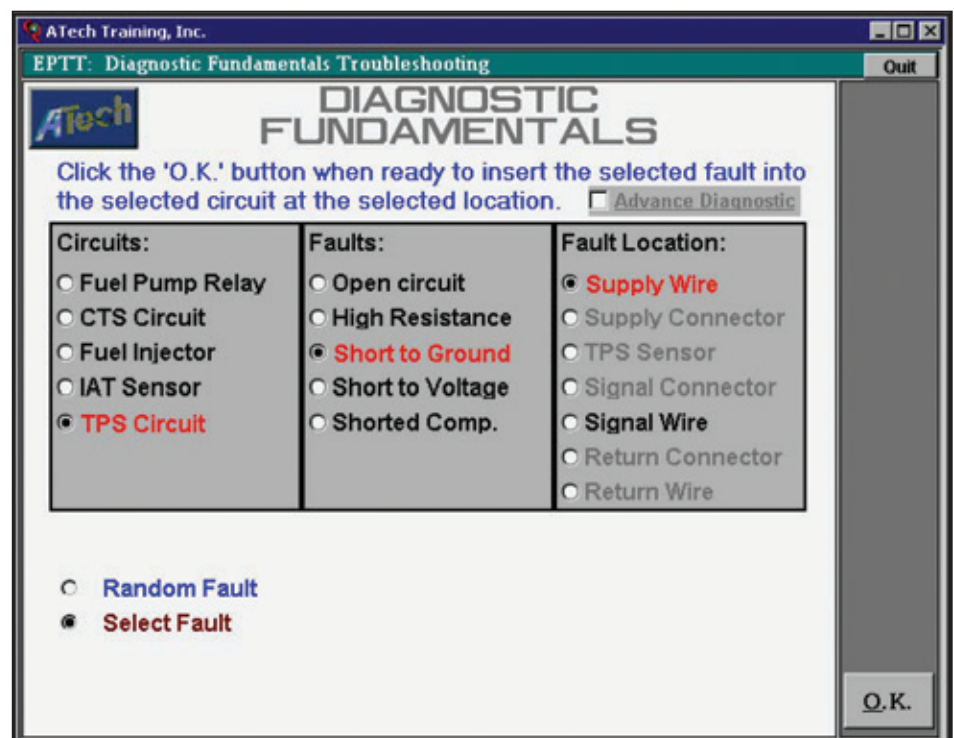 ATech Training, Inc.
EPTT: Diagnostic Fundamentals Troubleshooting
Quit
ATech
DIAGNOSTIC
FUNDAMENTALS
Click the 'O.K.' button when ready to insert the selected fault into
the selected circuit at the selected location.
Advance Diagnostic
Circuits:
Fuel Pump Relay
CTS Circuit
Fuel Injector
IAT Sensor
TPS Circuit
Faults:
Open circuit
High Resistance
Short to Ground
Short to Voltage
Shorted Comp.
Fault Location:
Supply Wire
Supply Connector
TPS Sensor
Signal Connector
Signal Wire
Return Connector
Return Wire
Random Fault
Select Fault
O.K.